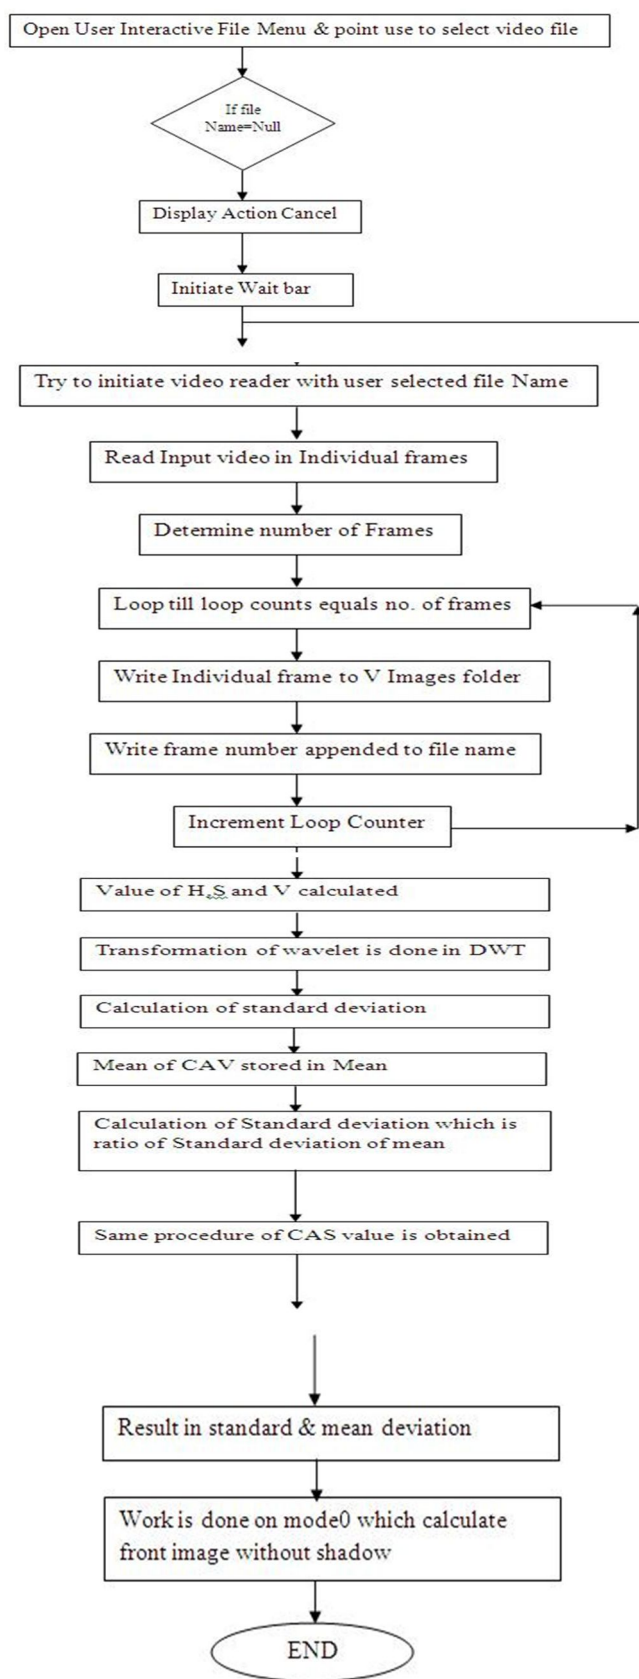 Open User Interactive File Menu & point use to select video file
If file
Name=Null
Display Action Cancel
Initiate Wait bar
Try to initiate video reader with user selected file Name
Read Input video in Individual frames
Determine number of Frames
Loop till loop counts equals no. of frames
Write Individual frame to V Images folder
Write frame number appended to file name
Increment Loop Counter
Value of H,S and V calculated
Transformation of wavelet is done in DWT
Calculation of standard deviation
Mean of CAV stored in Mean
Calculation of Standard deviation which is
ratio of Standard deviation of mean
Same procedure of CAS value is obtained
Result in standard & mean deviation
Work is done on mode0 which calculate
front image without shadow
END